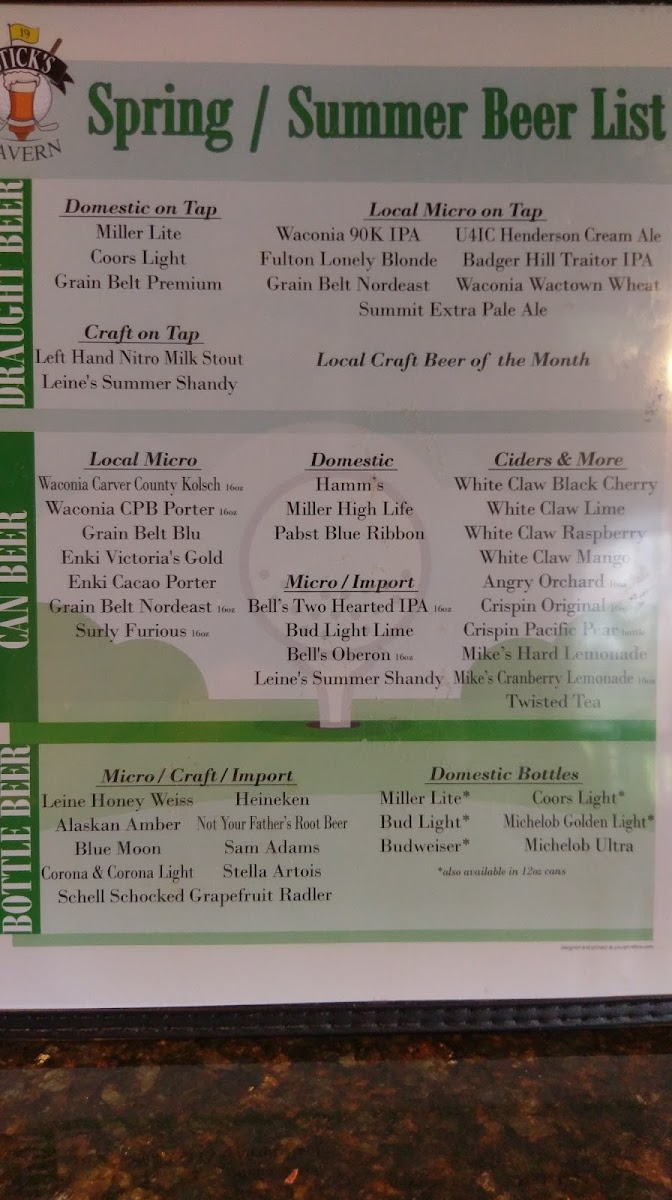 19
TICK'S
AVERN
Spring / Summer Beer List
DRAUGHT BEER
Domestic on Tap
Miller Lite
Coors Light
Grain Belt Premium
Craft on Tap
Left Hand Nitro Milk Stout
Leine's Summer Shandy
Local Micro on Tap
Waconia 90K IPA U4IC Henderson Cream Ale
Fulton Lonely Blonde Badger Hill Traitor IPA
Grain Belt Nordeast Waconia Wactown Wheat
Summit Extra Pale Ale
Local Craft Beer of the Month
CAN BEER
Local Micro
Waconia Carver County Kolsch 16oz
Waconia CPB Porter 16oz
Grain Belt Blu
Enki Victoria's Gold
Enki Cacao Porter
Grain Belt Nordeast 16oz
Surly Furious 16oz
Domestic
Hamm's
Miller High Life
Pabst Blue Ribbon
Micro / Import
Bell's Two Hearted IPA 16oz
Bud Light Lime
Bell's Oberon 16oz
Leine's Summer Shandy
Ciders & More
White Claw Black Cherry
White Claw Lime
White Claw Raspberry
White Claw Mango
Angry Orchard
Crispin Original
Crispin Pacific Pear bottle
Mike's Hard Lemonade
Mike's Cranberry Lemonade 16oz
Twisted Tea
BOTTLE BEER
Micro / Craft / Import
Leine Honey Weiss Heineken
Alaskan Amber Not Your Father's Root Beer
Blue Moon Sam Adams
Corona & Corona Light Stella Artois
Schell Schocked Grapefruit Radler
Domestic Bottles
Miller Lite* Coors Light*
Bud Light* Michelob Golden Light*
Budweiser* Michelob Ultra
*also available in 12oz cans